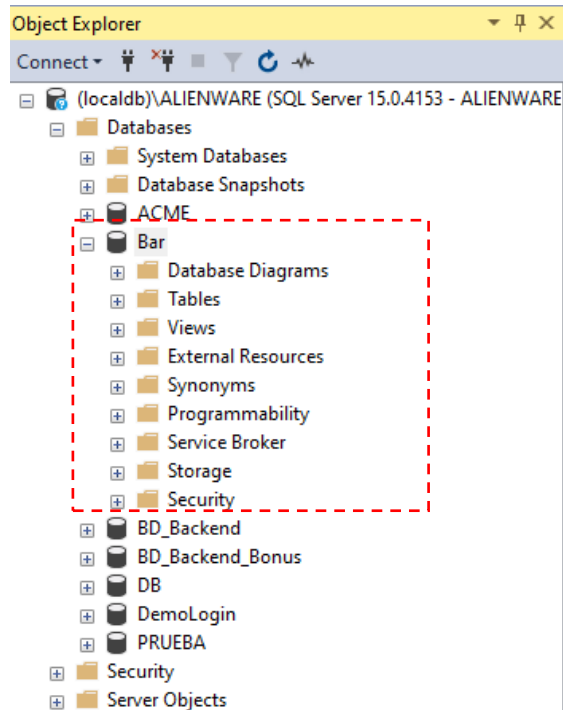 Object Explorer
Connect
(localdb)\ALIENWARE (SQL Server 15.0.4153 - ALIENWARE
Databases
System Databases
Database Snapshots
ACME
Bar
Database Diagrams
Tables
Views
External Resources
Synonyms
Programmability
Service Broker
Storage
Security
BD_Backend
BD_Backend_Bonus
DB
DemoLogin
PRUEBA
Security
Server Objects